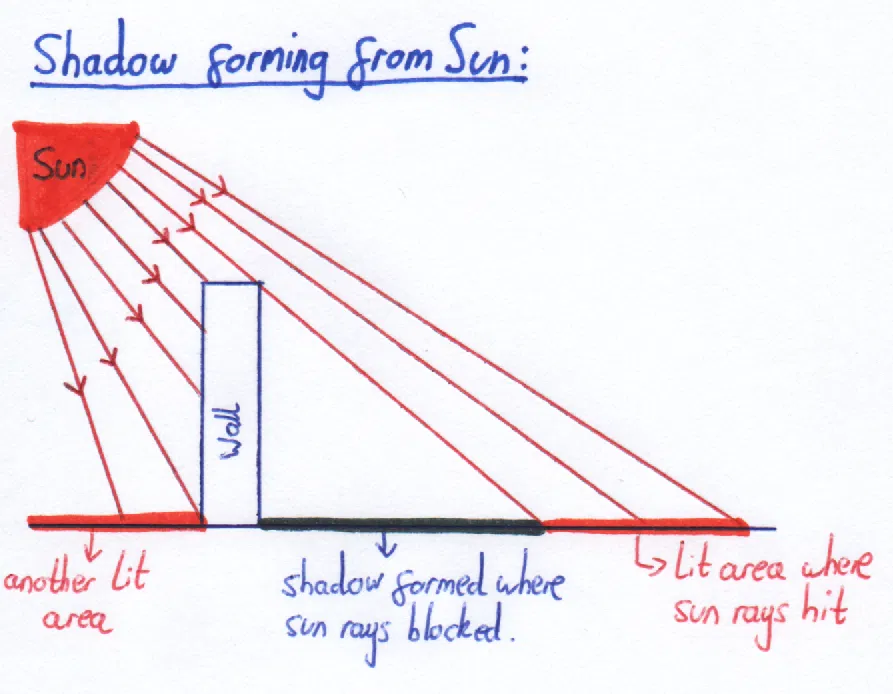 Shadow forming from Sun:
Sun
Wall
another lit
area
shadow formed where
sun rays blocked.
Lit area where
sun rays hit